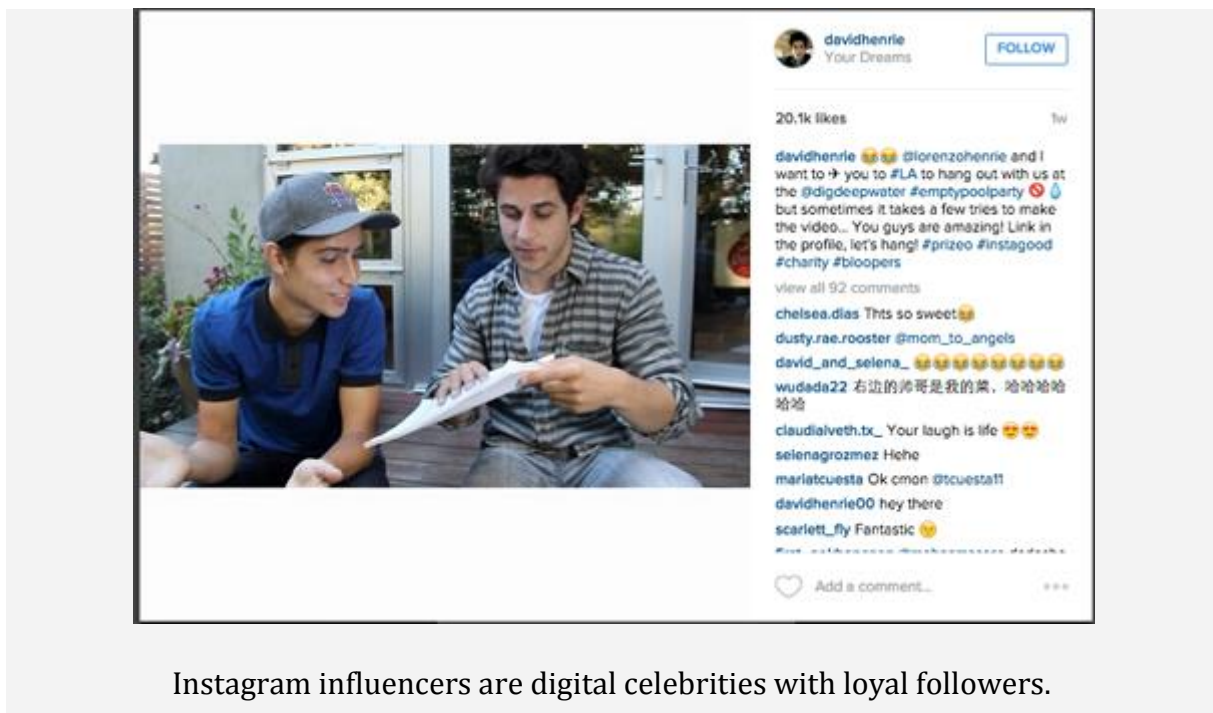 davidhenrie
Your Dreams
FOLLOW
20.1k likes
1w
davidhenrie 😂😂 @lorenzohenrie and I
want to ✈ you to #LA to hang out with us at
the @digdeepwater #emptypoolparty 🚫💧
but sometimes it takes a few tries to make
the video... You guys are amazing! Link in
the profile, let's hang! #prizeo #instagood
#charity #bloopers
view all 92 comments
chelsea.dias Thts so sweet😂
dusty.rae.rooster @mom_to_angels
david_and_selena_ 😂😂😂😂😂😂😂😂
wudada22 右边的帅哥是我的菜，哈哈哈哈
哈哈
claudialveth.tx_ Your laugh is life 😍😍
selenagrozmez Hehe
mariatcuesta Ok cmon @tcuesta11
davidhenrie00 hey there
scarlett_fly Fantastic
Add a comment...
Instagram influencers are digital celebrities with loyal followers.